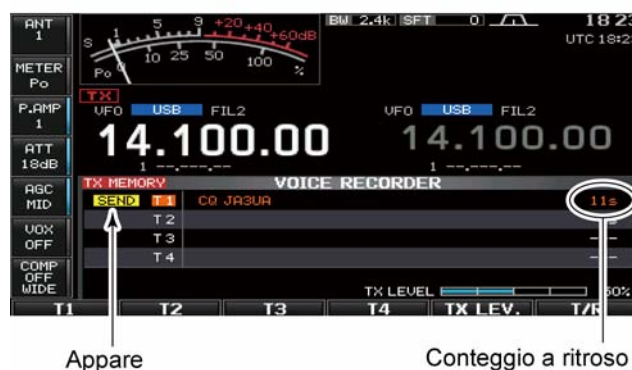 ANT
1
5 9 +20 +40 +60dB
BW 2.4k SFT 0
18 23
UTC 18:2
S 1
METER
Po
Po 0 10 25 50 100 %
TX
P.AMP
1
VFO USB FIL2
VFO USB FIL2
14.100.00
14.100.00
ATT
18dB
1 --.---.--
1 --.---.--
TX MEMORY VOICE RECORDER
AGC
MID
SEND T1 CQ JA3UA 11s
T2
VOX
OFF
T3 ---
T4 ---
COMP
OFF
WIDE
TX LEVEL 50%
T1 T2 T3 T4 TX LEV. T/R
Appare
Conteggio a ritroso